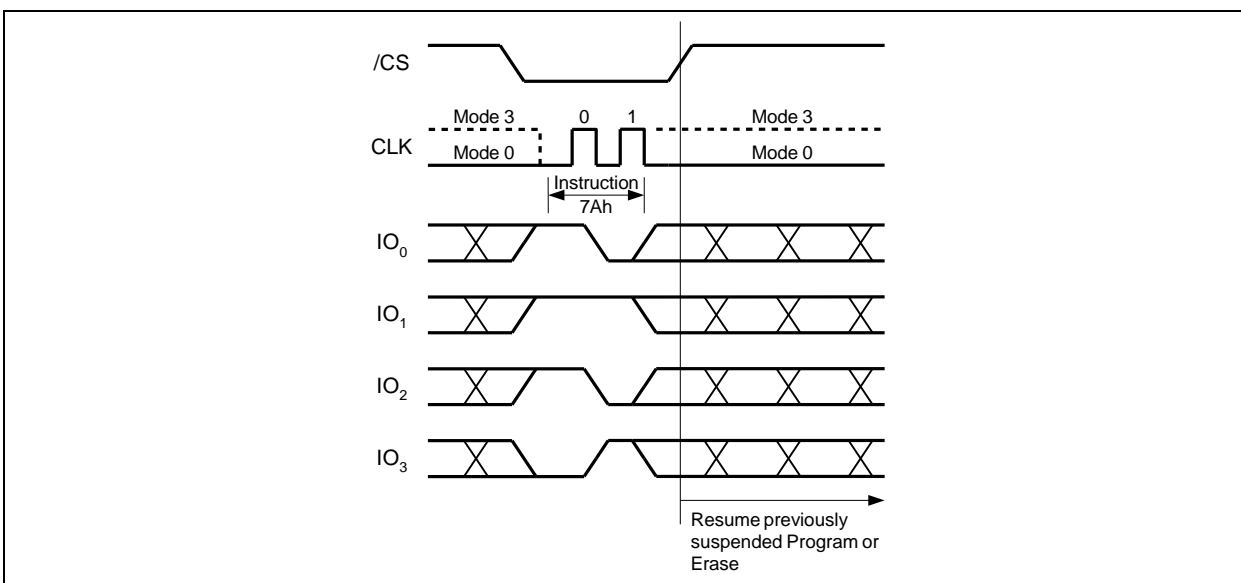 /CS
Mode 3 0 1 Mode 3
CLK
Mode 0 Mode 0
Instruction
7Ah
IO0
IO1
IO2
IO3
Resume previously
suspended Program or
Erase